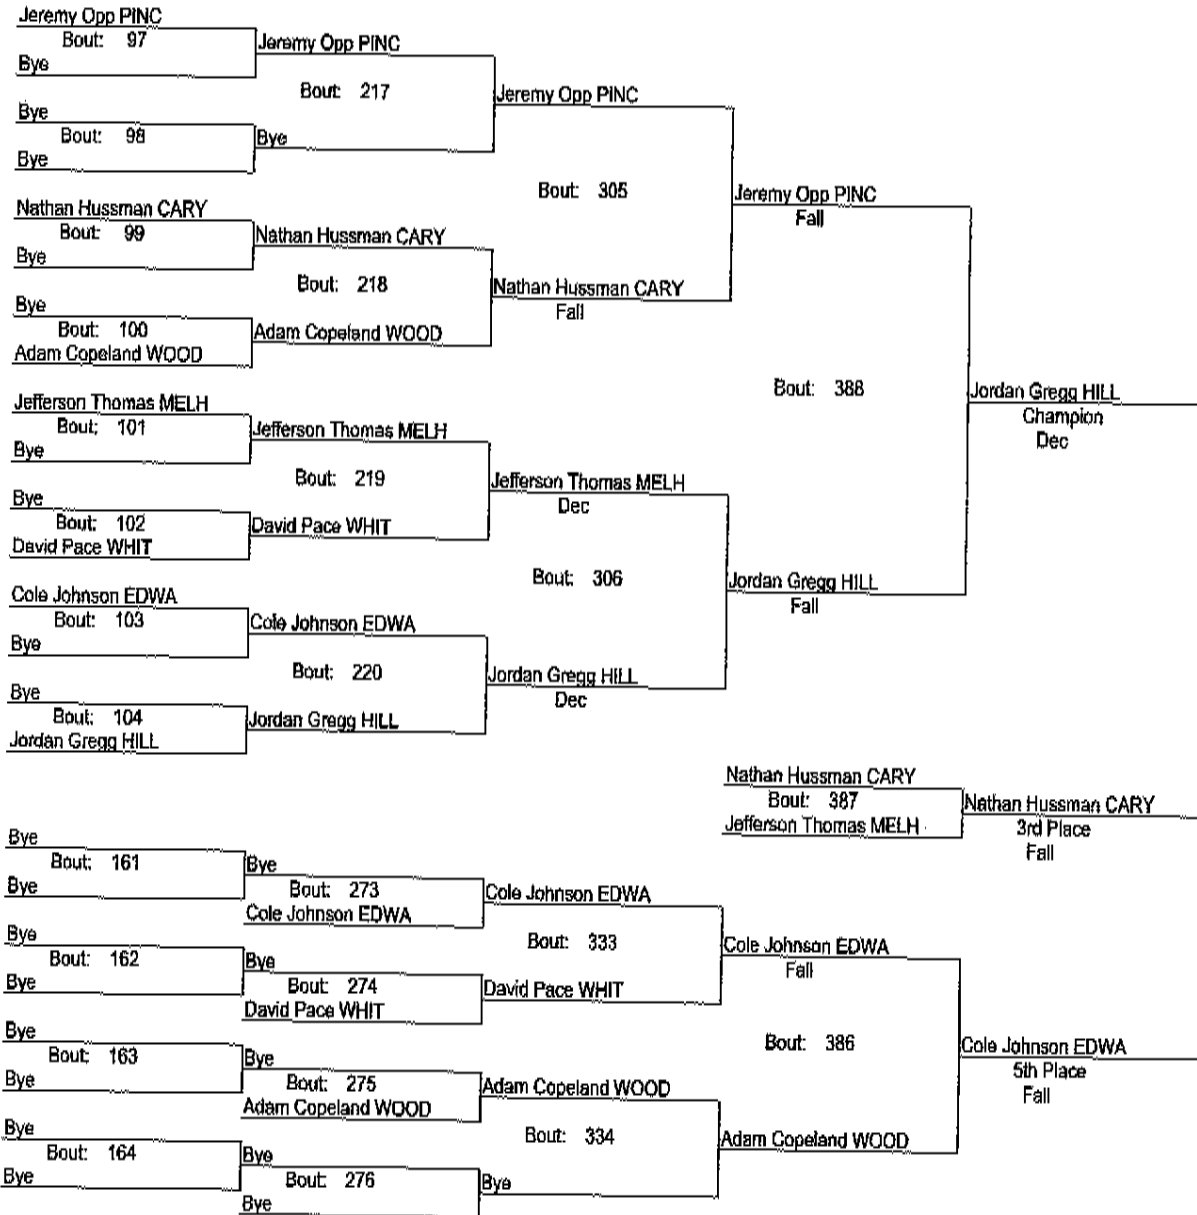 Jeremy Opp PINC
Bout: 97
Bye
Jeremy Opp PINC
Bout: 217
Bye
Bout: 98
Bye
Bye
Jeremy Opp PINC
Bout: 305
Nathan Hussman CARY
Bout: 99
Bye
Nathan Hussman CARY
Bout: 218
Bye
Bout: 100
Adam Copeland WOOD
Adam Copeland WOOD
Nathan Hussman CARY
Fall
Jeremy Opp PINC
Fall
Bout: 388
Jefferson Thomas MELH
Bout: 101
Bye
Jefferson Thomas MELH
Bout: 219
Bye
Bout: 102
David Pace WHIT
David Pace WHIT
Jefferson Thomas MELH
Dec
Bout: 306
Cole Johnson EDWA
Bout: 103
Bye
Cole Johnson EDWA
Bout: 220
Bye
Bout: 104
Jordan Gregg HILL
Jordan Gregg HILL
Jordan Gregg HILL
Dec
Jordan Gregg HILL
Fall
Jordan Gregg HILL
Champion
Dec
Nathan Hussman CARY
Bout: 387
Jefferson Thomas MELH
Nathan Hussman CARY
3rd Place
Fall
Bye
Bout: 161
Bye
Bye
Bout: 273
Cole Johnson EDWA
Cole Johnson EDWA
Bout: 333
Bye
Bout: 162
Bye
Bye
Bout: 274
David Pace WHIT
David Pace WHIT
Cole Johnson EDWA
Fall
Bout: 386
Bye
Bout: 163
Bye
Bye
Bout: 275
Adam Copeland WOOD
Adam Copeland WOOD
Bout: 334
Bye
Bout: 164
Bye
Bye
Bout: 276
Bye
Bye
Adam Copeland WOOD
Cole Johnson EDWA
5th Place
Fall